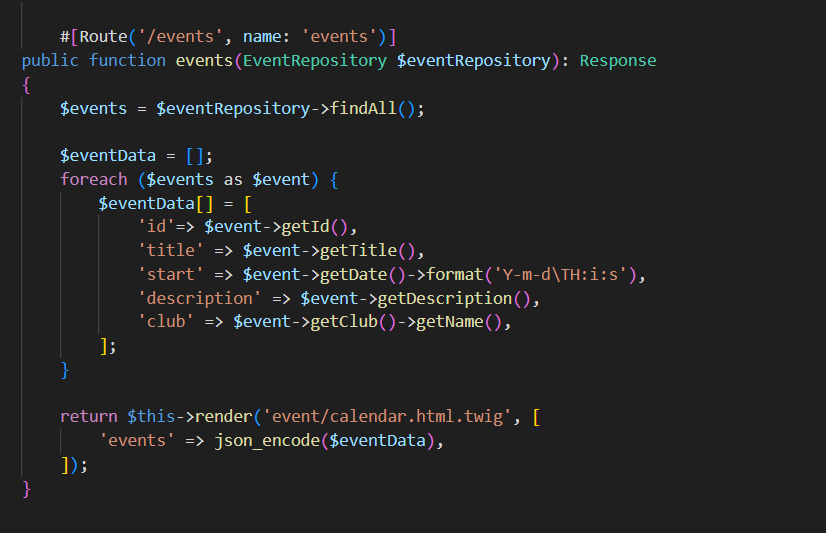 #[Route('/events', name: 'events')]
public function events(EventRepository $eventRepository): Response
{
$events = $eventRepository->findAll();
$eventData = [];
foreach ($events as $event) {
$eventData[] = [
'id'=> $event->getId(),
'title' => $event->getTitle(),
'start' => $event->getDate()->format('Y-m-d\TH:i:s'),
'description' => $event->getDescription(),
'club' => $event->getClub()->getName(),
];
}
return $this->render('event/calendar.html.twig', [
'events' => json_encode($eventData),
]);
}